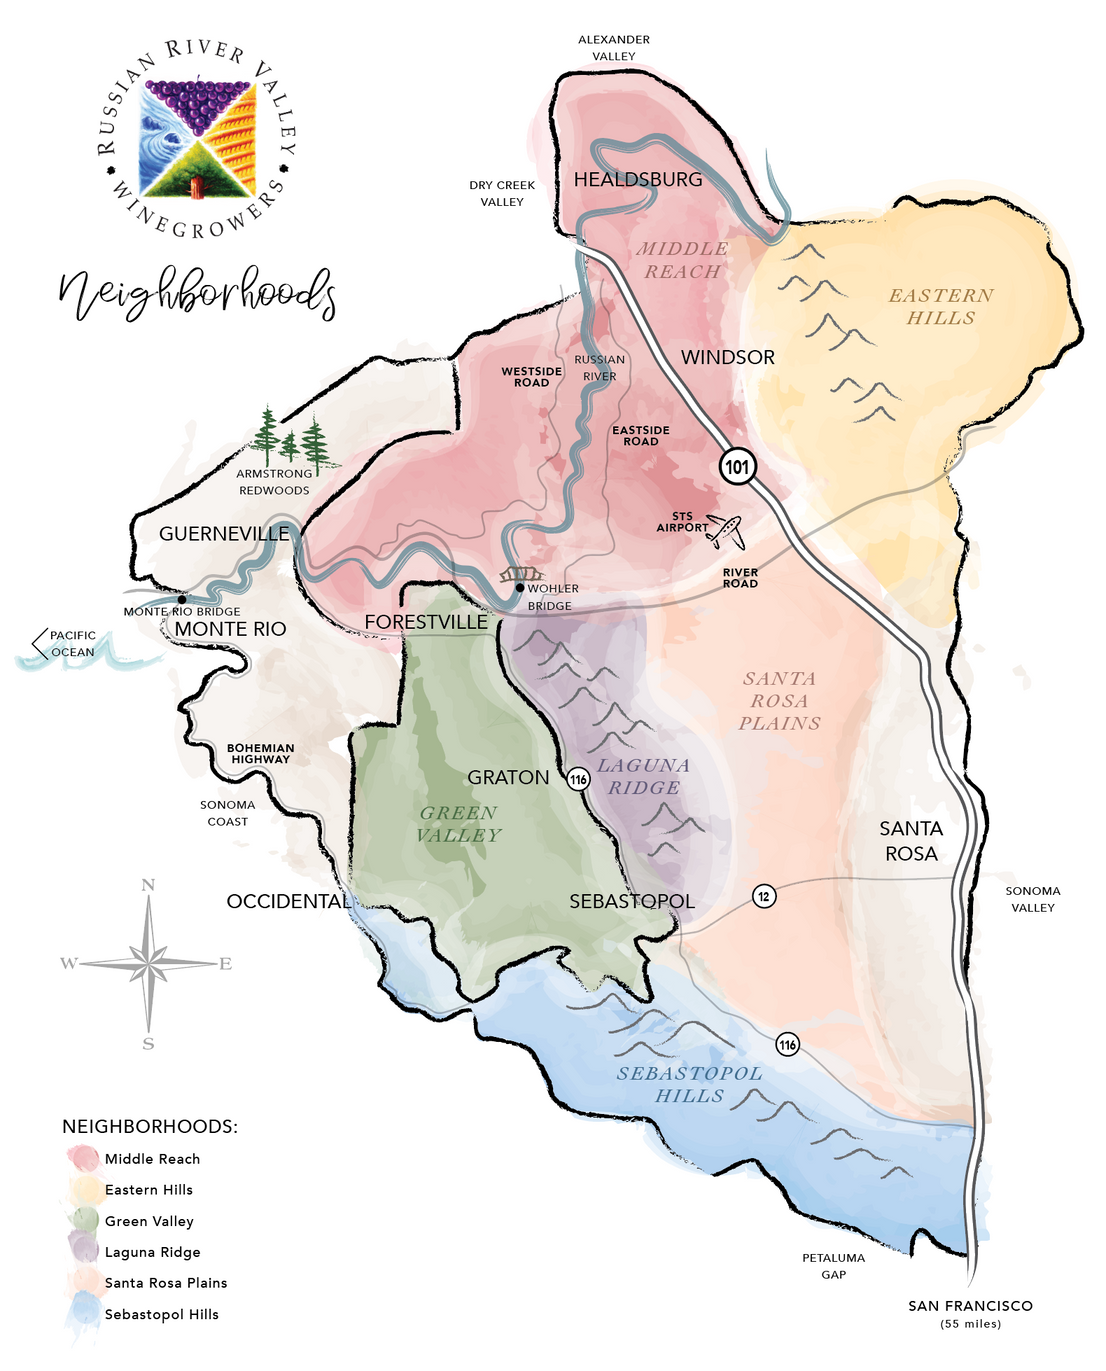 RUSSIAN RIVER VALLEY
WINEGROWERS
Neighborhoods
ALEXANDER
VALLEY
DRY CREEK
VALLEY
HEALDSBURG
MIDDLE
REACH
EASTERN
HILLS
WINDSOR
RUSSIAN
RIVER
WESTSIDE
ROAD
EASTSIDE
ROAD
101
ARMSTRONG
REDWOODS
STS
AIRPORT
GUERNEVILLE
RIVER
ROAD
WOHLER
BRIDGE
MONTE RIO BRIDGE
MONTE RIO
FORESTVILLE
PACIFIC
OCEAN
SANTA
ROSA
PLAINS
BOHEMIAN
HIGHWAY
GRATON
116
LAGUNA
RIDGE
SONOMA
COAST
GREEN
VALLEY
SANTA
ROSA
OCCIDENTAL
SEBASTOPOL
12
SONOMA
VALLEY
N
W
E
S
116
SEBASTOPOL
HILLS
NEIGHBORHOODS:
Middle Reach
Eastern Hills
Green Valley
Laguna Ridge
Santa Rosa Plains
Sebastopol Hills
PETALUMA
GAP
SAN FRANCISCO
(55 miles)